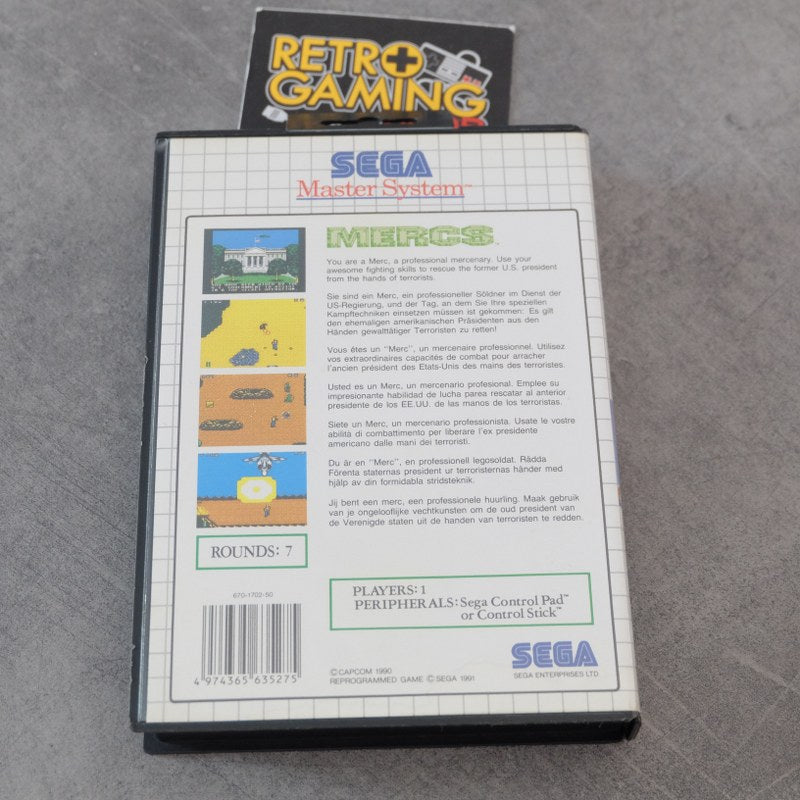 RETRO
GAMING
SEGA
Master System™
MERCS™
You are a Merc, a professional mercenary. Use your
awesome fighting skills to rescue the former U.S. president
from the hands of terrorists.
Sie sind ein Merc, ein professioneller Söldner im Dienst der
US-Regierung, und der Tag, an dem Sie Ihre speziellen
Kampftechniken einsetzen müssen ist gekommen: Es gilt
den ehemaligen amerikanischen Präsidenten aus den
Händen gewalttätiger Terroristen zu retten!
Vous êtes un "Merc", un mercenaire professionnel. Utilisez
vos extraordinaires capacités de combat pour arracher
l'ancien président des Etats-Unis des mains des terroristes.
Usted es un Merc, un mercenario profesional. Emplee su
impresionante habilidad de lucha parea rescatar al anterior
presidente de los EE.UU. de las manos de los terroristas.
Siete un Merc, un mercenario professionista. Usate le vostre
abilità di combattimento per liberare l'ex presidente
americano dalle mani dei terroristi.
Du är en "Merc", en professionell legosoldat. Rädda
Förenta staternas president ur terroristernas händer med
hjälp av din formidabla stridsteknik.
Jij bent een merc, een professionele huurling. Maak gebruik
van je ongelooflijke vechtkunsten om de oud president van
de Verenigde staten uit de handen van terroristen te redden.
ROUNDS: 7
PLAYERS: 1
PERIPHERALS: Sega Control Pad™
or Control Stick™
670-1702-50
4 974365 635275
©CAPCOM 1990
REPROGRAMMED GAME ©SEGA 1991
SEGA
SEGA ENTERPRISES LTD